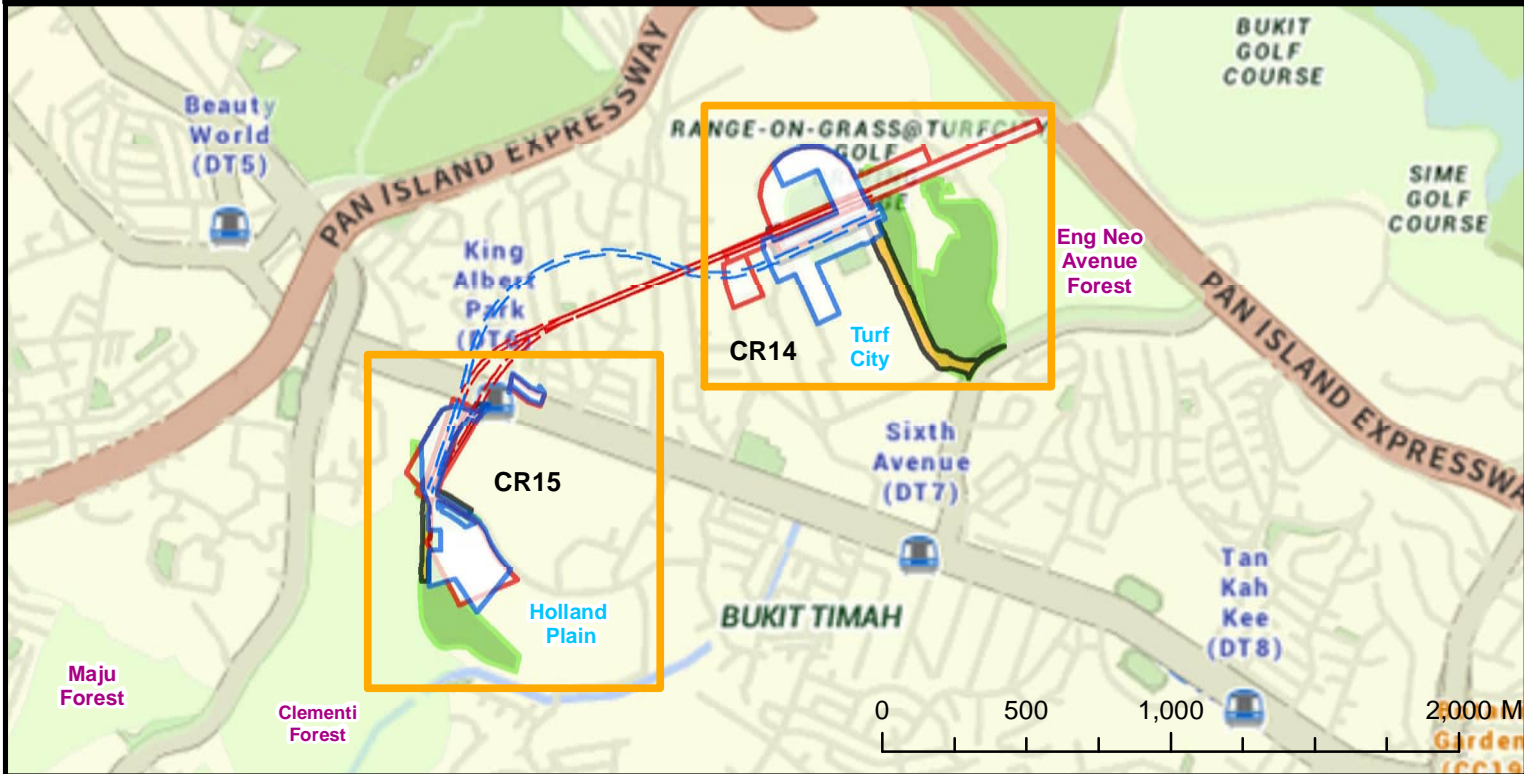 BUKIT
GOLF
COURSE
Beauty
World
(DT5)
PAN ISLAND EXPRESSWAY
RANGE-ON-GRASS@TURFCITY
GOLF
SIME
GOLF
COURSE
King
Albert
Park
(DT6)
Eng Neo
Avenue
Forest
PAN ISLAND EXPRESSWAY
CR14
Turf
City
Sixth
Avenue
(DT7)
CR15
Tan
Kah
Kee
(DT8)
Holland
Plain
BUKIT TIMAH
Maju
Forest
Clementi
Forest
0 500 1,000 2,000 M